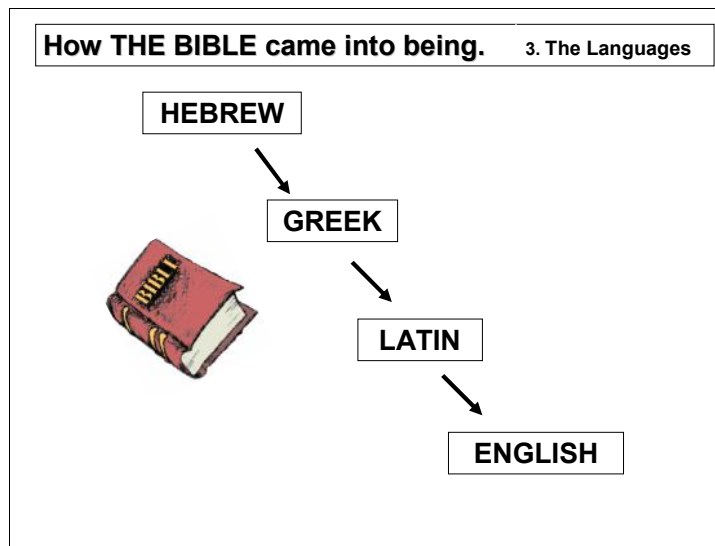 How THE BIBLE came into being. 3. The Languages
HEBREW
GREEK
BIBLE
LATIN
ENGLISH